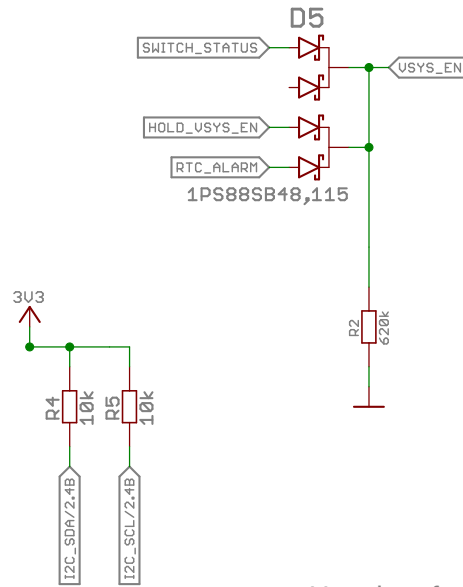 D5
SWITCH_STATUS
VSYS_EN
HOLD_VSYS_EN
RTC_ALARM
1PS88SB48,115
3V3
R2
620k
R4
10k
R5
10k
I2C_SDA/2.4B
I2C_SCL/2.4B